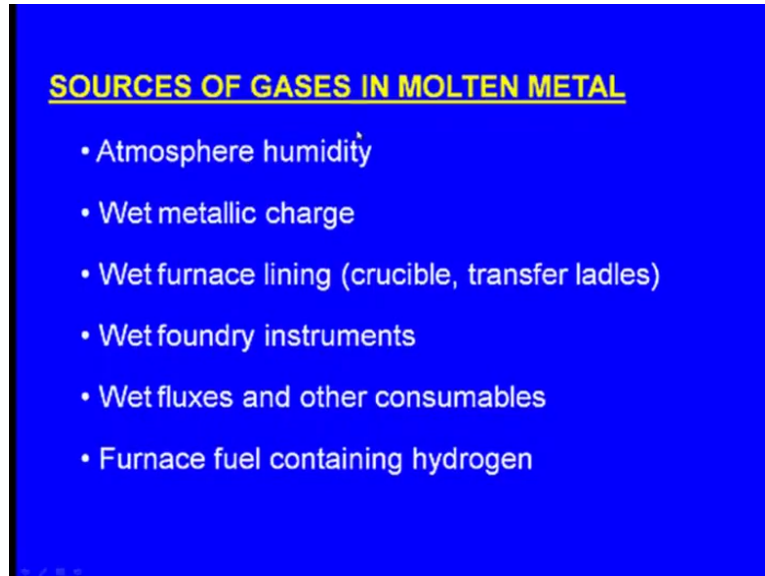 SOURCES OF GASES IN MOLTEN METAL
• Atmosphere humidity
• Wet metallic charge
• Wet furnace lining (crucible, transfer ladles)
• Wet foundry instruments
• Wet fluxes and other consumables
• Furnace fuel containing hydrogen